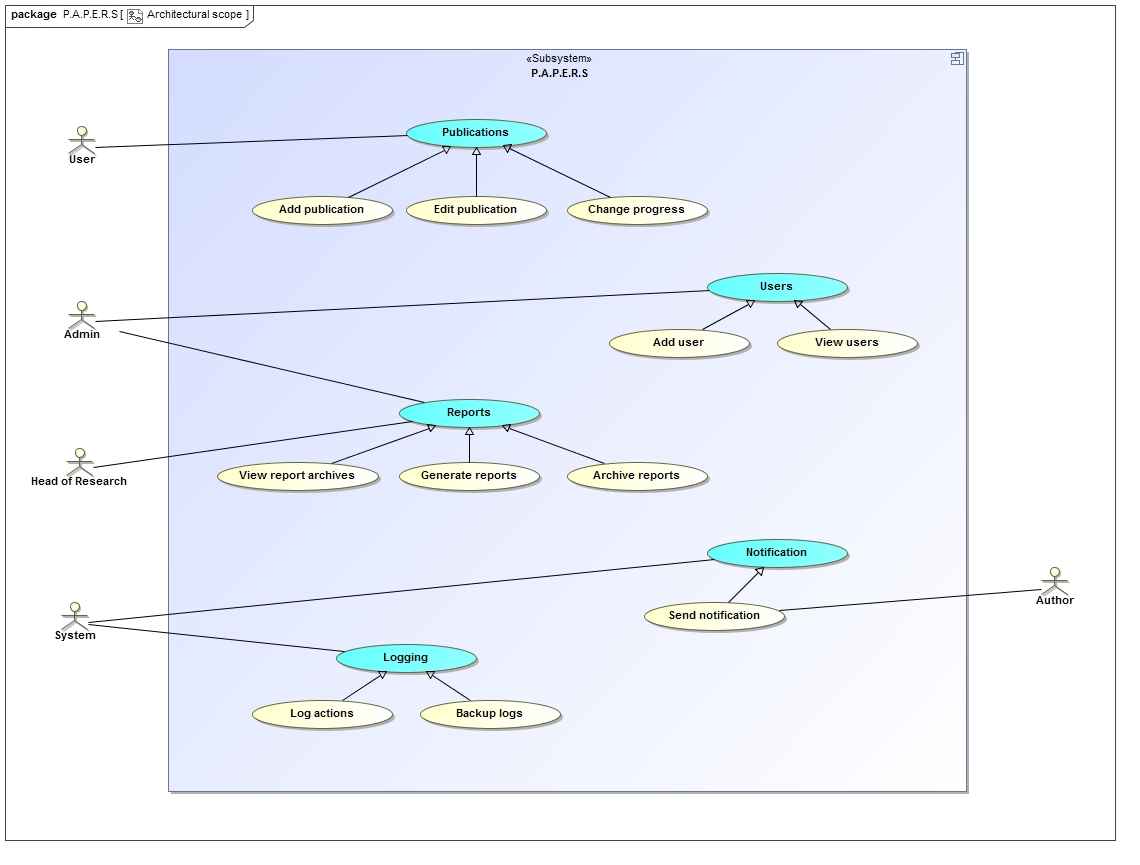 package P.A.P.E.R.S [ Architectural scope ]
«Subsystem»
P.A.P.E.R.S
Publications
User
Add publication
Edit publication
Change progress
Users
Admin
Add user
View users
Reports
View report archives
Generate reports
Archive reports
Head of Research
Notification
Author
Send notification
System
Logging
Log actions
Backup logs